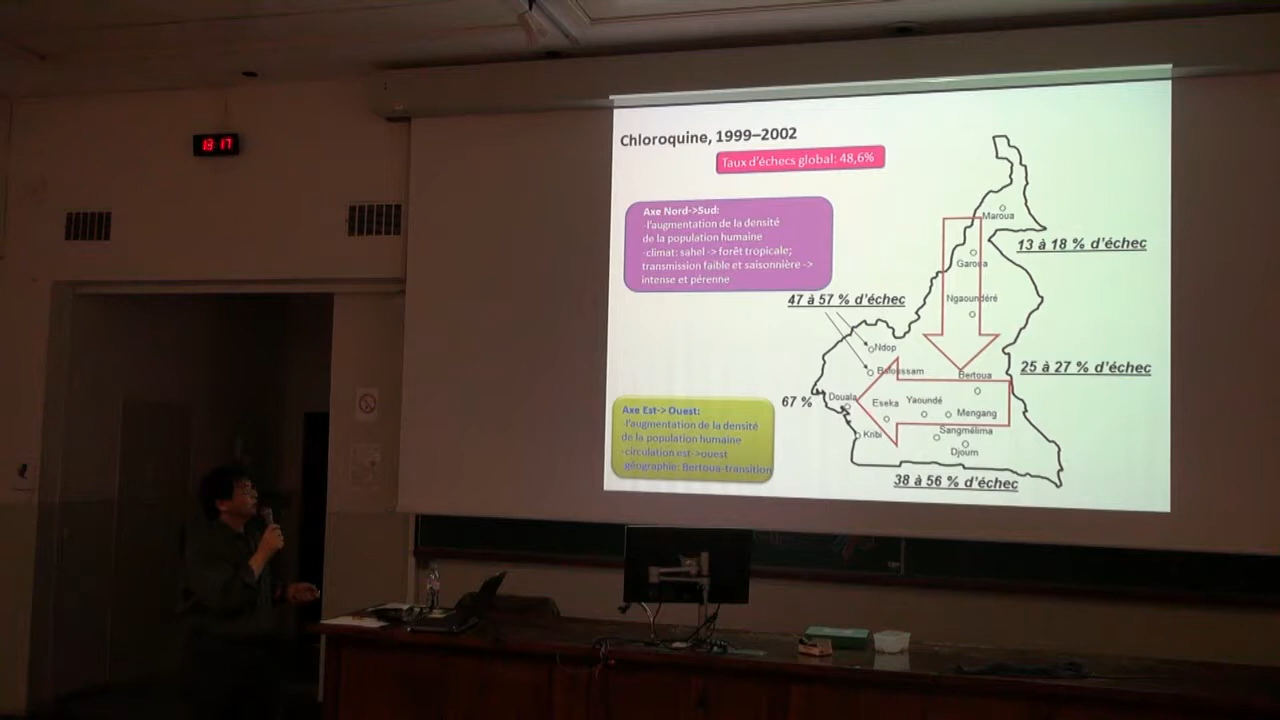 13 17
Chloroquine, 1999–2002
Taux d'échecs global: 48,6%
Axe Nord->Sud:
-l'augmentation de la densité
de la population humaine
-climat: sahel -> forêt tropicale;
transmission faible et saisonnière ->
intense et pérenne
Maroua
13 à 18 % d'échec
Garoua
Ngaoundéré
47 à 57 % d'échec
Ndop
Bafoussam
Bertoua
25 à 27 % d'échec
67 %
Douala
Eseka
Yaoundé
Mengang
Kribi
Sangmélima
Djoum
38 à 56 % d'échec
Axe Est-> Ouest:
-l'augmentation de la densité
de la population humaine
-circulation est->ouest
géographie: Bertoua-transition